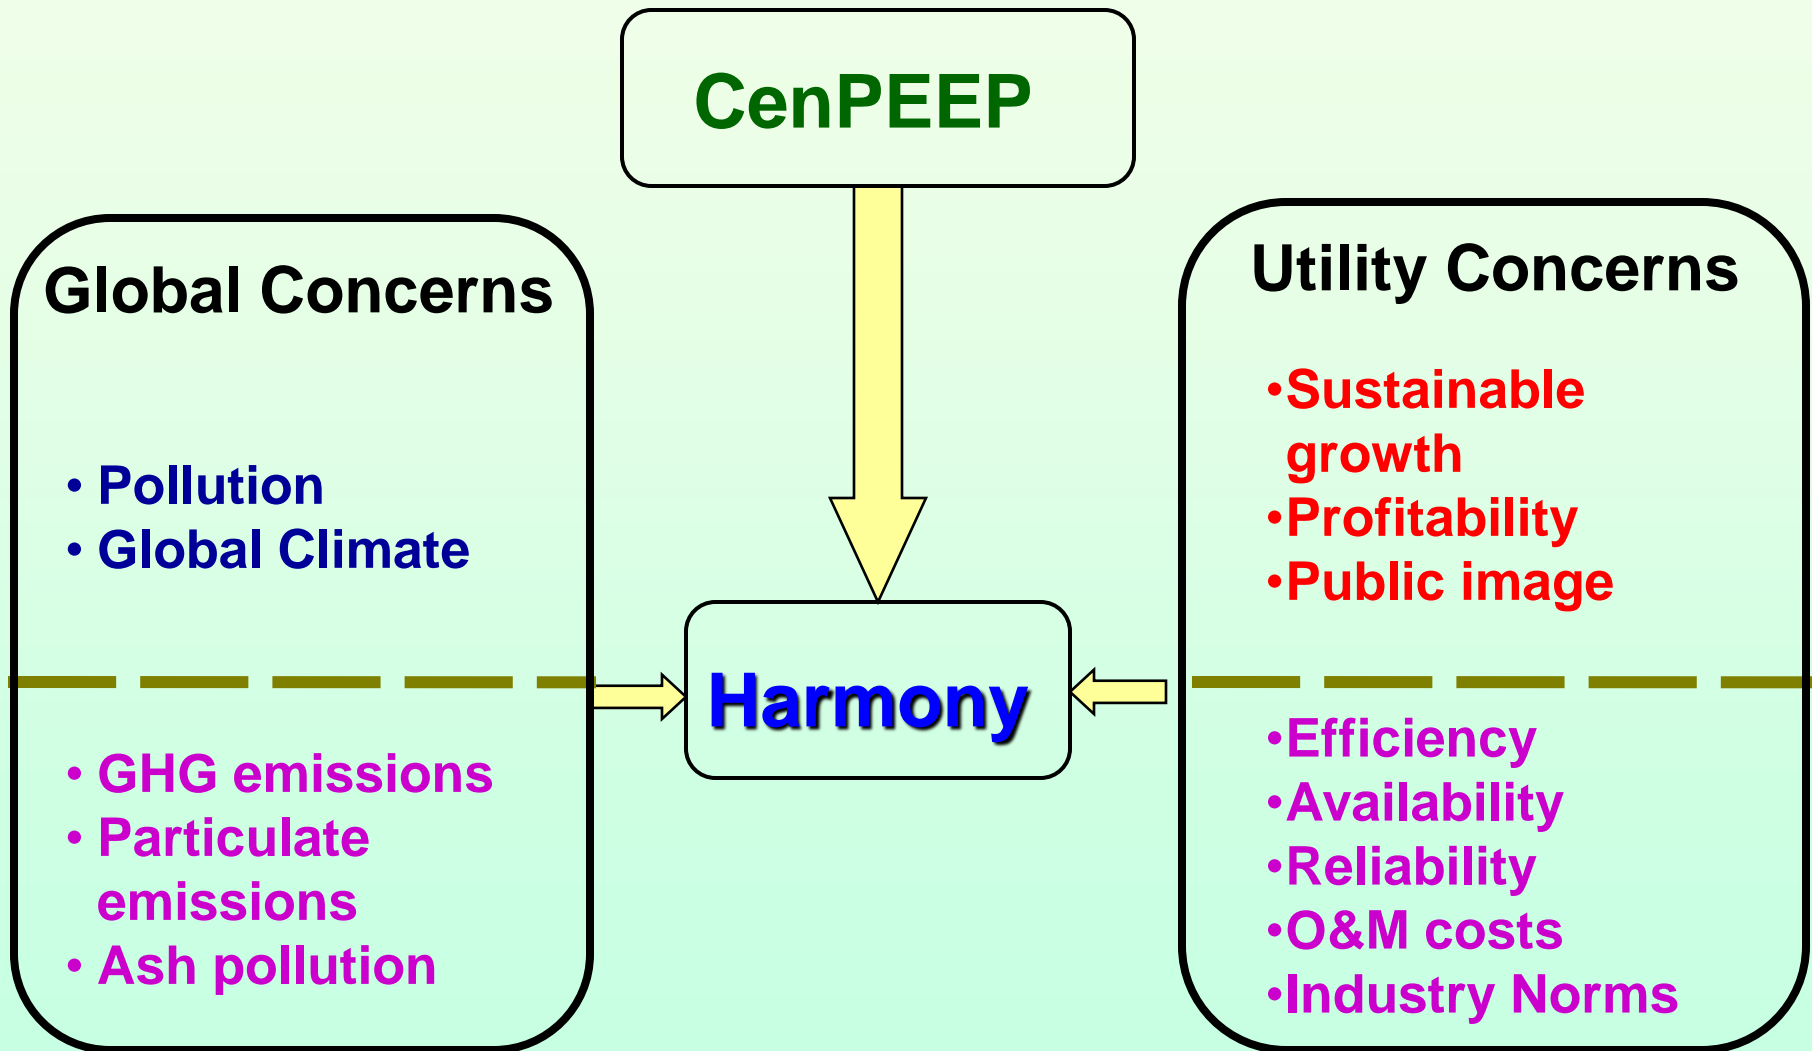 CenPEEP
Global Concerns
• Pollution
• Global Climate
• GHG emissions
• Particulate
emissions
• Ash pollution
Harmony
Utility Concerns
•Sustainable
growth
•Profitability
•Public image
•Efficiency
•Availability
•Reliability
•O&M costs
•Industry Norms